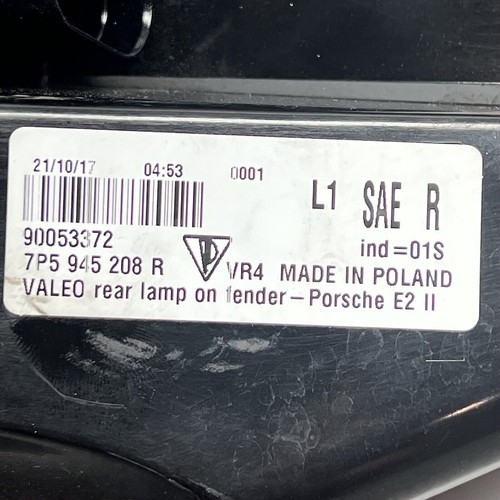 21/10/17 04:53 0001
L1 SAE R
90053372 ind=01S
7P5 945 208 R VR4 MADE IN POLAND
VALEO rear lamp on fender-Porsche E2 II